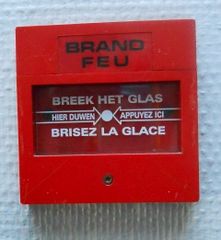 BRAND
FEU
BREEK HET GLAS
HIER DUWEN APPUYEZ ICI
BRISEZ LA GLACE